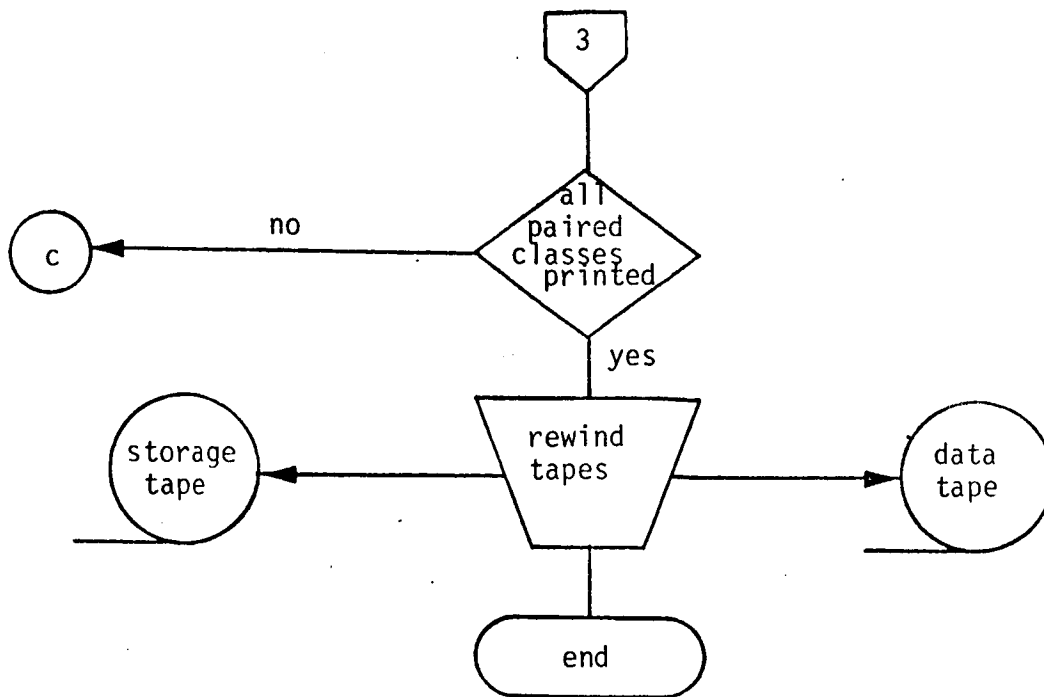 3
all
paired
classes
printed
no
c
yes
storage
tape
rewind
tapes
data
tape
end